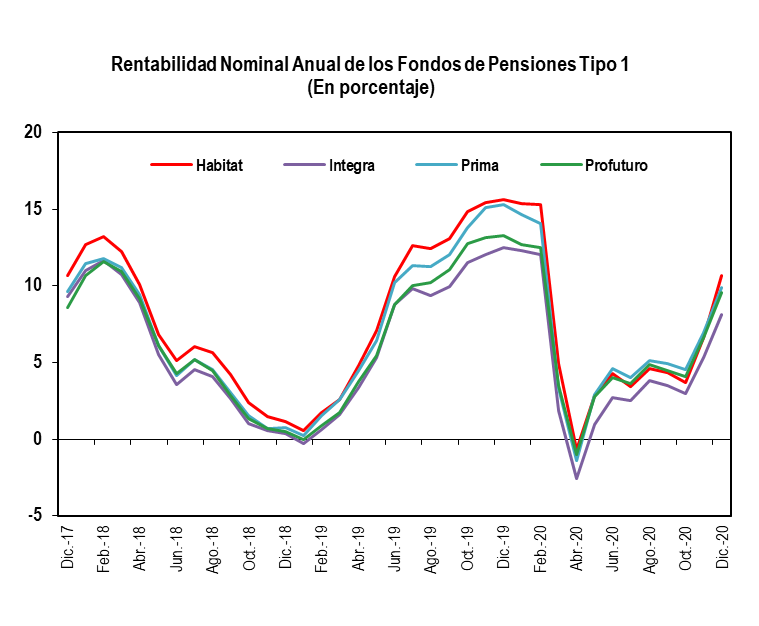 Rentabilidad Nominal Anual de los Fondos de Pensiones Tipo 1
(En porcentaje)
20
Habitat Integra Prima Profuturo
15
10
5
0
-5
Dic.-17 Feb.-18 Abr.-18 Jun.-18 Ago.-18 Oct.-18 Dic.-18 Feb.-19 Abr.-19 Jun.-19 Ago.-19 Oct.-19 Dic.-19 Feb.-20 Abr.-20 Jun.-20 Ago.-20 Oct.-20 Dic.-20